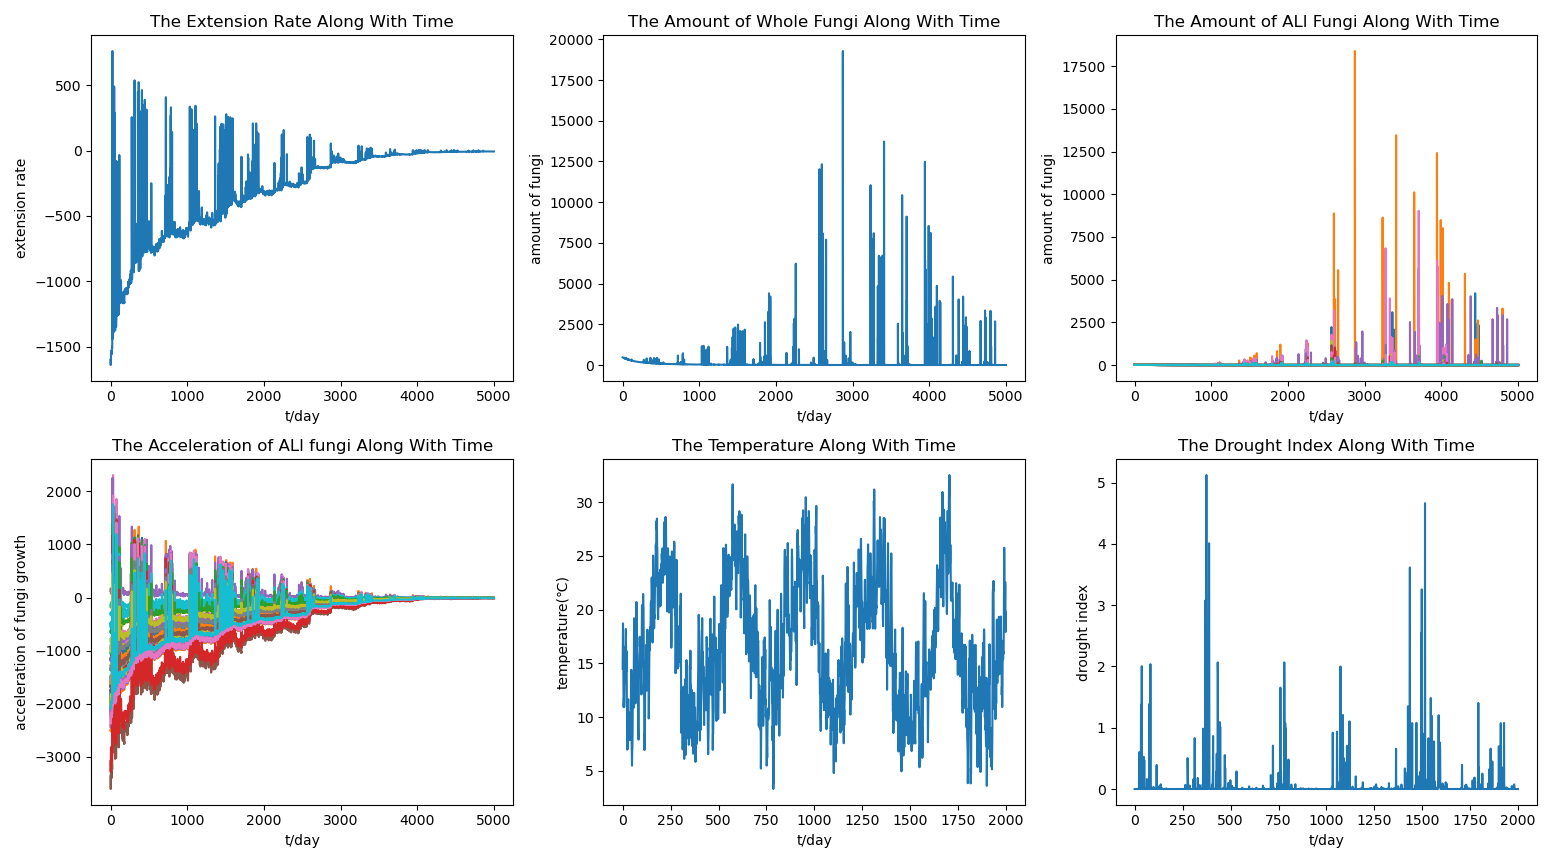 The Extension Rate Along With Time
extension rate
500
0
−500
−1000
−1500
0 1000 2000 3000 4000 5000
t/day
The Amount of Whole Fungi Along With Time
amount of fungi
20000
17500
15000
12500
10000
7500
5000
2500
0
0 1000 2000 3000 4000 5000
t/day
The Amount of ALI Fungi Along With Time
amount of fungi
17500
15000
12500
10000
7500
5000
2500
0
0 1000 2000 3000 4000 5000
t/day
The Acceleration of ALI fungi Along With Time
acceleration of fungi growth
2000
1000
0
−1000
−2000
−3000
0 1000 2000 3000 4000 5000
t/day
The Temperature Along With Time
temperature(℃)
30
25
20
15
10
5
0 250 500 750 1000 1250 1500 1750 2000
t/day
The Drought Index Along With Time
drought index
5
4
3
2
1
0
0 250 500 750 1000 1250 1500 1750 2000
t/day